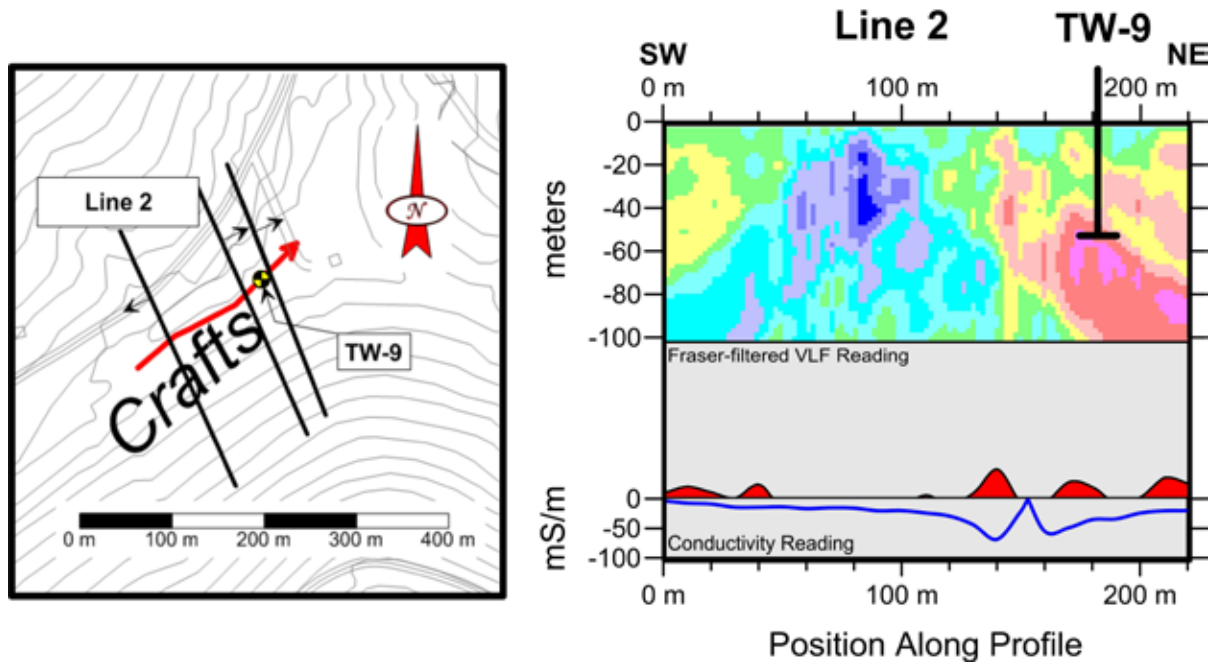 Line 2
N
Crafts
TW-9
0 m 100 m 200 m 300 m 400 m
Line 2 TW-9
SW NE
0 m 100 m 200 m
0
-20
-40
-60
-80
-100
meters
Fraser-filtered VLF Reading
0
-50
-100
mS/m
Conductivity Reading
0 m 100 m 200 m
Position Along Profile